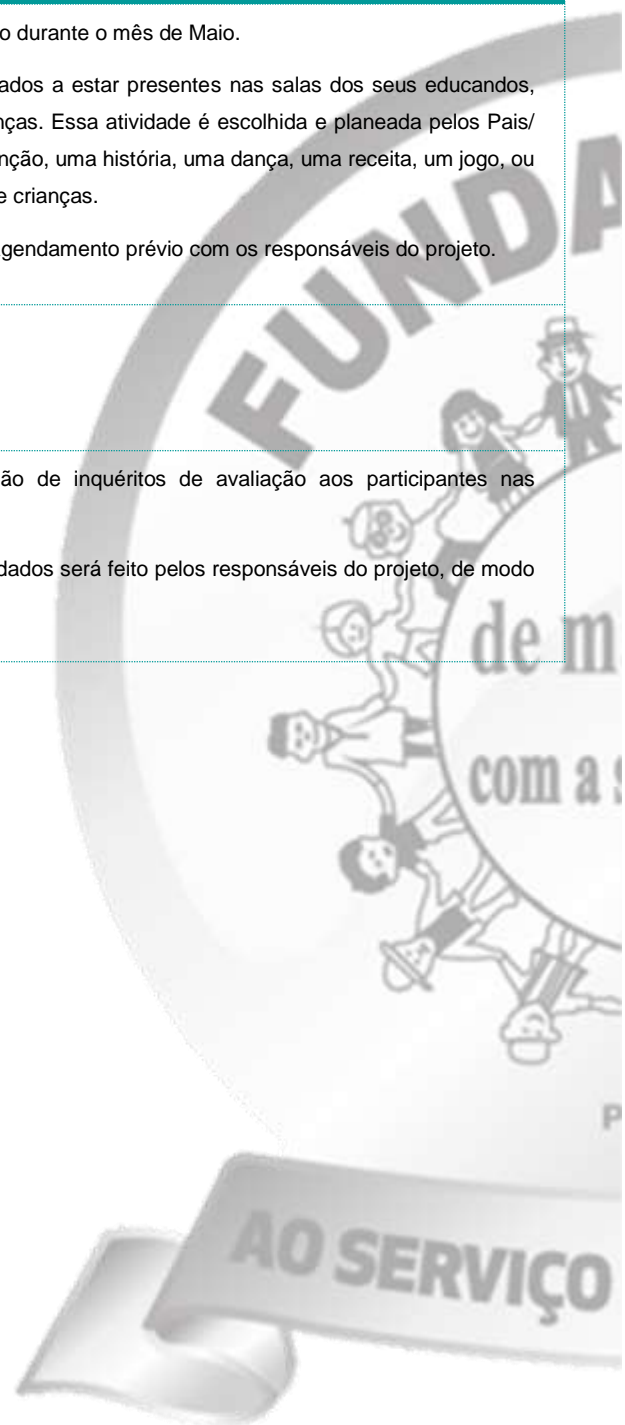 o durante o mês de Maio.
ados a estar presentes nas salas dos seus educandos,
nças. Essa atividade é escolhida e planeada pelos Pais/
nção, uma história, uma dança, uma receita, um jogo, ou
e crianças.
gendamento prévio com os responsáveis do projeto.
FUNDA
ão de inquéritos de avaliação aos participantes nas
dados será feito pelos responsáveis do projeto, de modo
de m
com a s
P
AO SERVIÇO